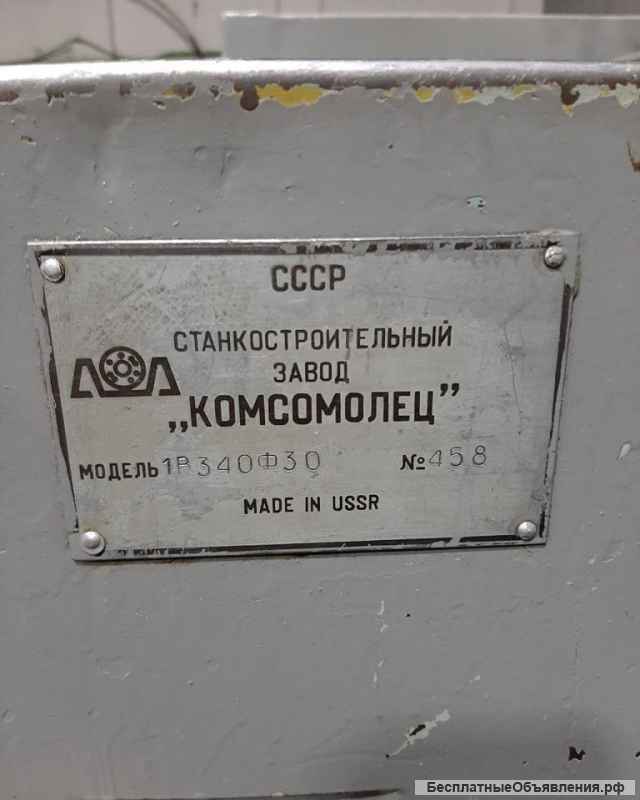 СССР
СТАНКОСТРОИТЕЛЬНЫЙ
ЗАВОД
„КОМСОМОЛЕЦ”
МОДЕЛЬ 1В340Ф30 №458
MADE IN USSR
БесплатныеОбъявления.рф